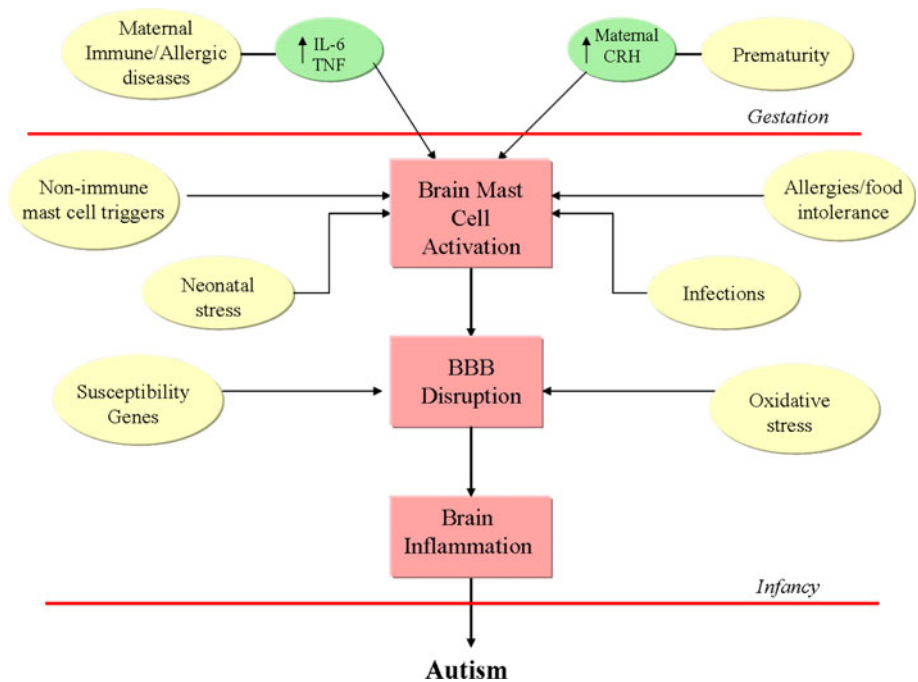 Maternal
Immune/Allergic
diseases
IL-6
TNF
Maternal
CRH
Prematurity
Gestation
Non-immune
mast cell triggers
Brain Mast
Cell
Activation
Allergies/food
intolerance
Neonatal
stress
Infections
Susceptibility
Genes
BBB
Disruption
Oxidative
stress
Brain
Inflammation
Infancy
Autism